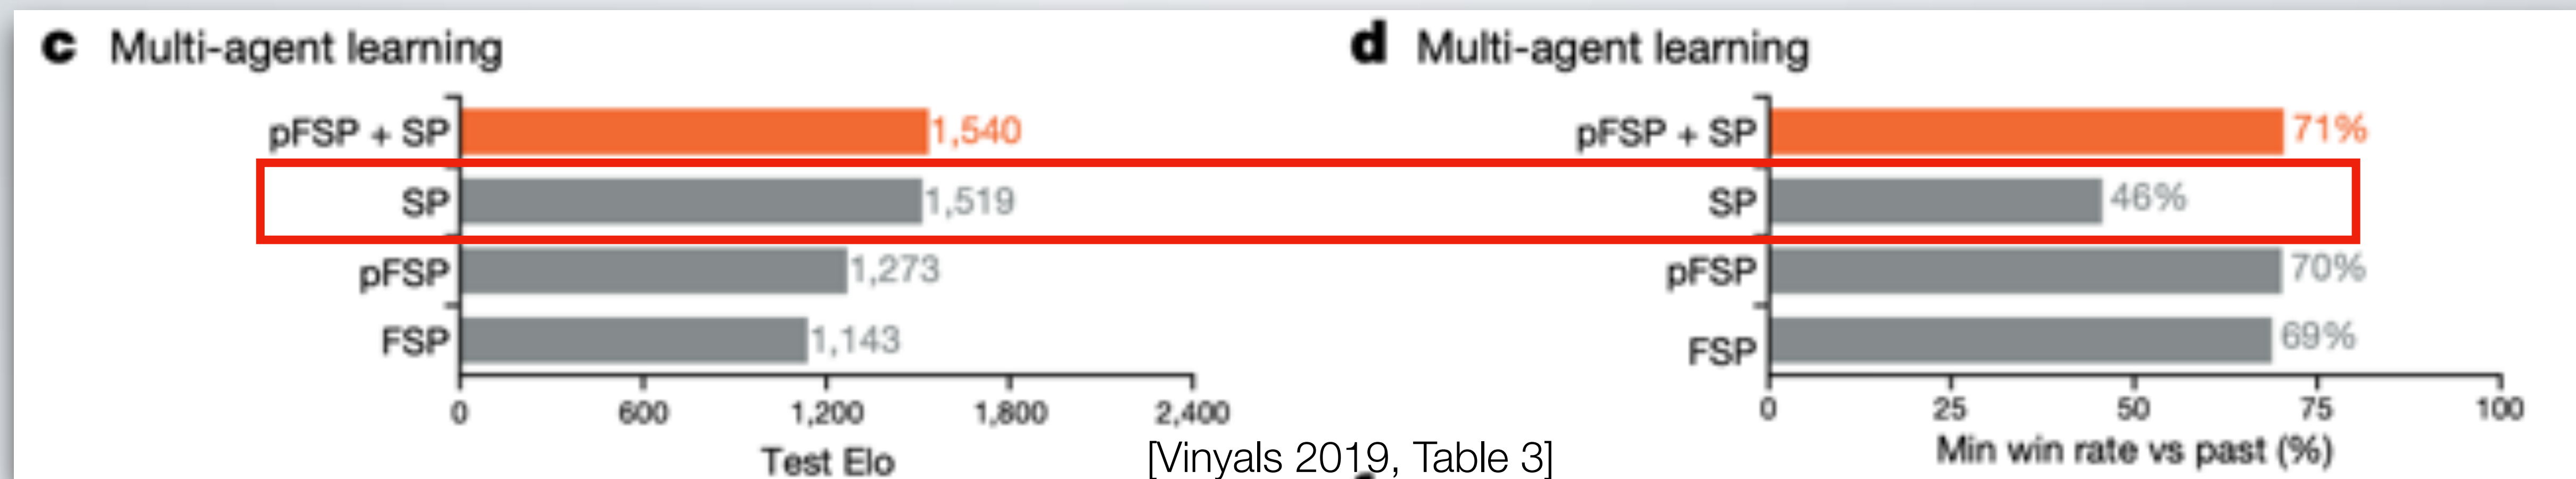 c Multi-agent learning
pFSP + SP 1,540
SP 1,519
pFSP 1,273
FSP 1,143
0 600 1,200 1,800 2,400
Test Elo
d Multi-agent learning
pFSP + SP 71%
SP 46%
pFSP 70%
FSP 69%
0 25 50 75 100
Min win rate vs past (%)
[Vinyals 2019, Table 3]